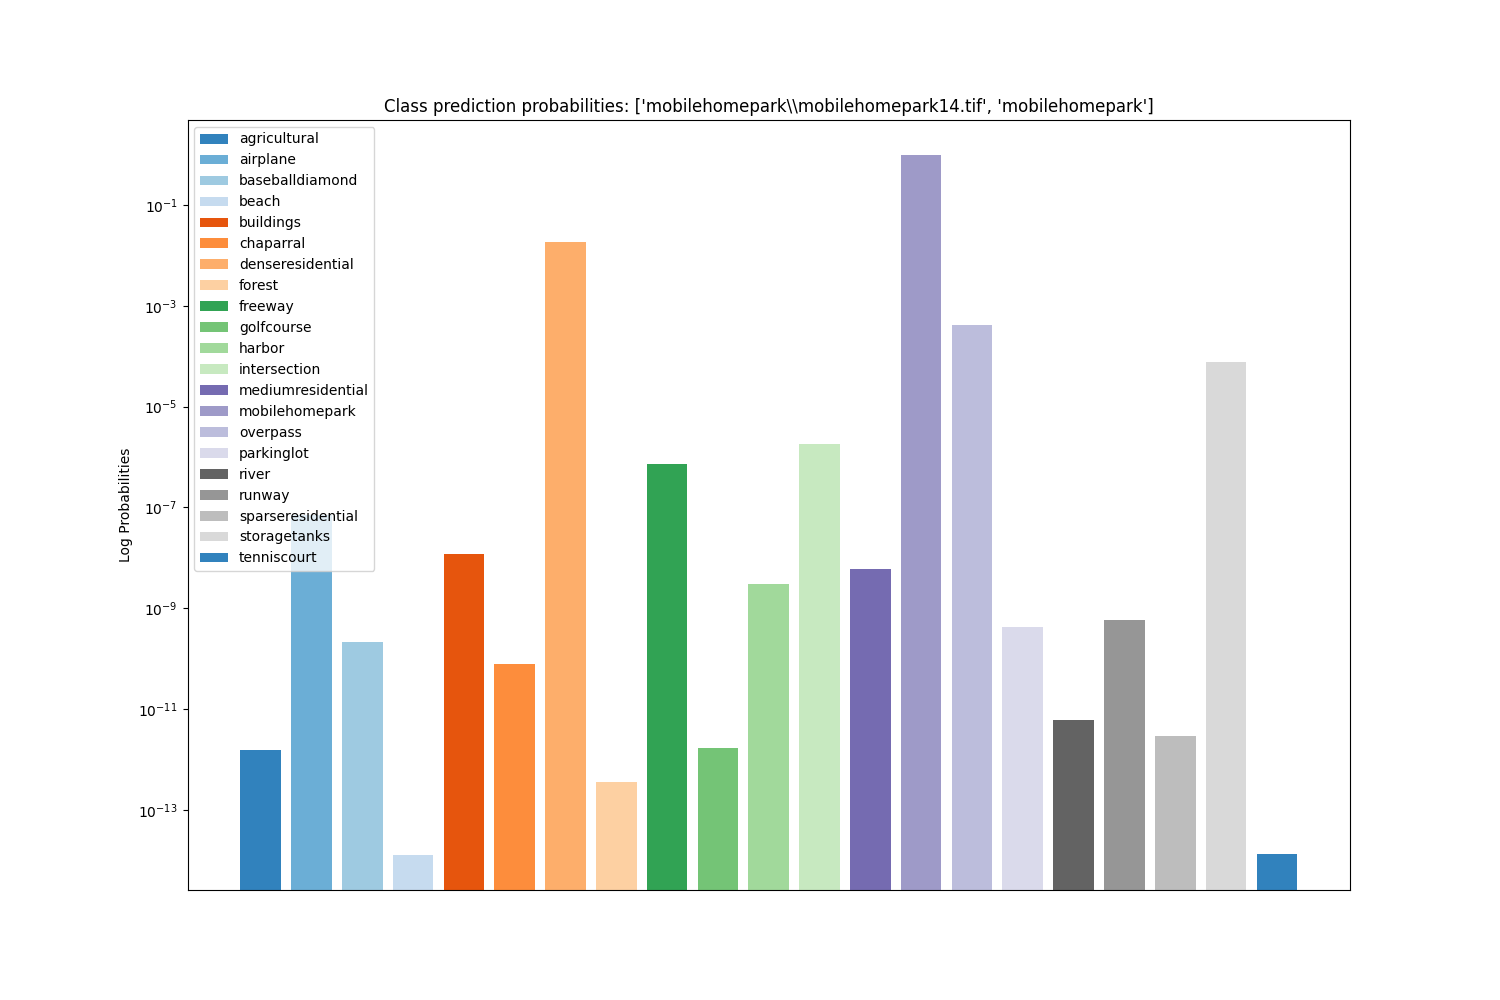 Class prediction probabilities: ['mobilehomepark\\mobilehomepark14.tif', 'mobilehomepark']
Log Probabilities
10⁻¹
10⁻³
10⁻⁵
10⁻⁷
10⁻⁹
10⁻¹¹
10⁻¹³
agricultural
airplane
baseballdiamond
beach
buildings
chaparral
denseresidential
forest
freeway
golfcourse
harbor
intersection
mediumresidential
mobilehomepark
overpass
parkinglot
river
runway
sparseresidential
storagetanks
tenniscourt